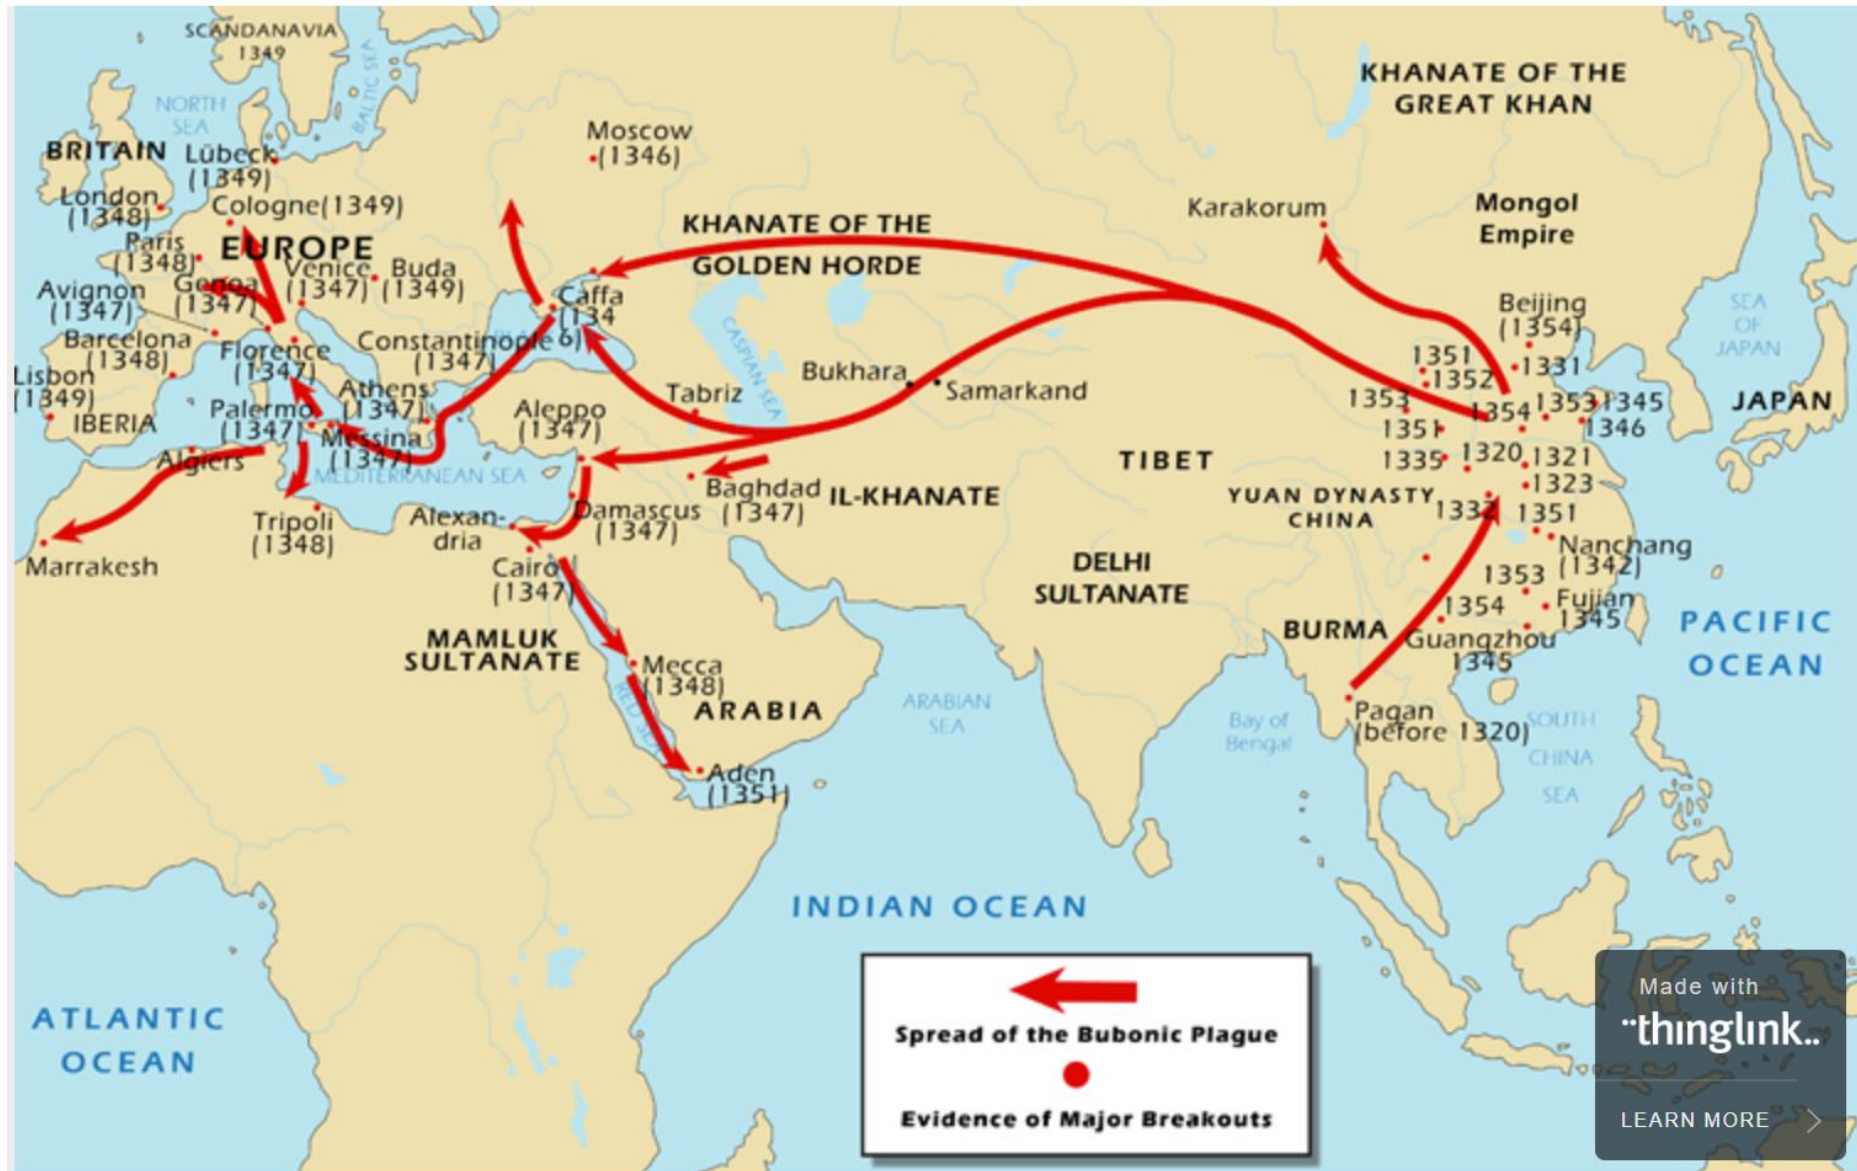 SCANDANAVIA
1349
NORTH
SEA
BALTIC SEA
BRITAIN
Lübeck
(1349)
London
(1348)
Cologne(1349)
Paris
(1348)
EUROPE
Genoa
(1347)
Venice
(1347)
Buda
(1349)
Avignon
(1347)
Barcelona
(1348)
Florence
(1347)
Constantinople
(1347)
Lisbon
(1349)
IBERIA
Palermo
(1347)
Athens
(1347)
Messina
(1347)
Algiers
MEDITERRANEAN SEA
Marrakesh
Tripoli
(1348)
Moscow
(1346)
KHANATE OF THE
GOLDEN HORDE
Caffa
(134
6)
CASPIAN SEA
Tabriz
Bukhara
Samarkand
Aleppo
(1347)
Baghdad
(1347)
IL-KHANATE
Damascus
(1347)
Alexan-
dria
Cairo
(1347)
MAMLUK
SULTANATE
Mecca
(1348)
RED SEA
ARABIA
Aden
(1351)
KHANATE OF THE
GREAT KHAN
Karakorum
Mongol
Empire
Beijing
(1354)
SEA
OF
JAPAN
JAPAN
1351
1352
1331
1353
1354
1353
1345
1351
1346
1335
1320
1321
1323
TIBET
YUAN DYNASTY
CHINA
1332
1351
Nanchang
(1342)
1353
Fujian
1345
1354
Guangzhou
1345
DELHI
SULTANATE
BURMA
Pagan
(before 1320)
ARABIAN
SEA
Bay of
Bengal
SOUTH
CHINA
SEA
PACIFIC
OCEAN
INDIAN OCEAN
ATLANTIC
OCEAN
Spread of the Bubonic Plague
Evidence of Major Breakouts
Made with
thinglink..
LEARN MORE